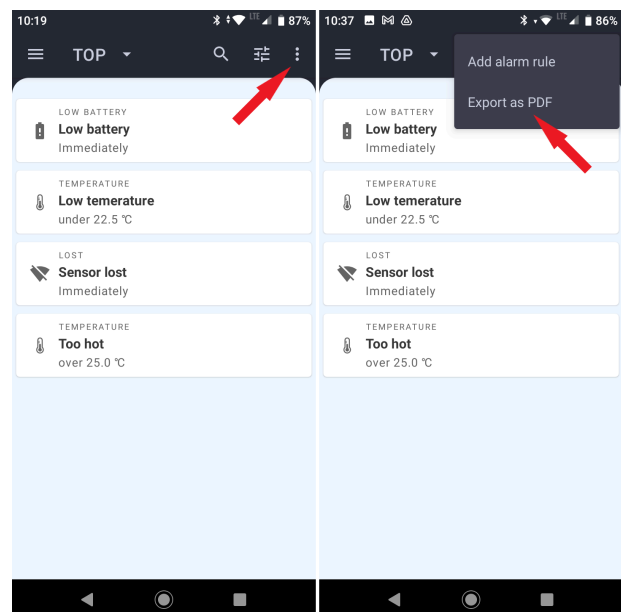 10:19
LTE
87%
TOP
LOW BATTERY
Low battery
Immediately
TEMPERATURE
Low temerature
under 22.5 ℃
LOST
Sensor lost
Immediately
TEMPERATURE
Too hot
over 25.0 ℃
10:37
LTE
86%
TOP
Add alarm rule
Export as PDF
LOW BATTERY
Low battery
Immediately
TEMPERATURE
Low temerature
under 22.5 ℃
LOST
Sensor lost
Immediately
TEMPERATURE
Too hot
over 25.0 ℃